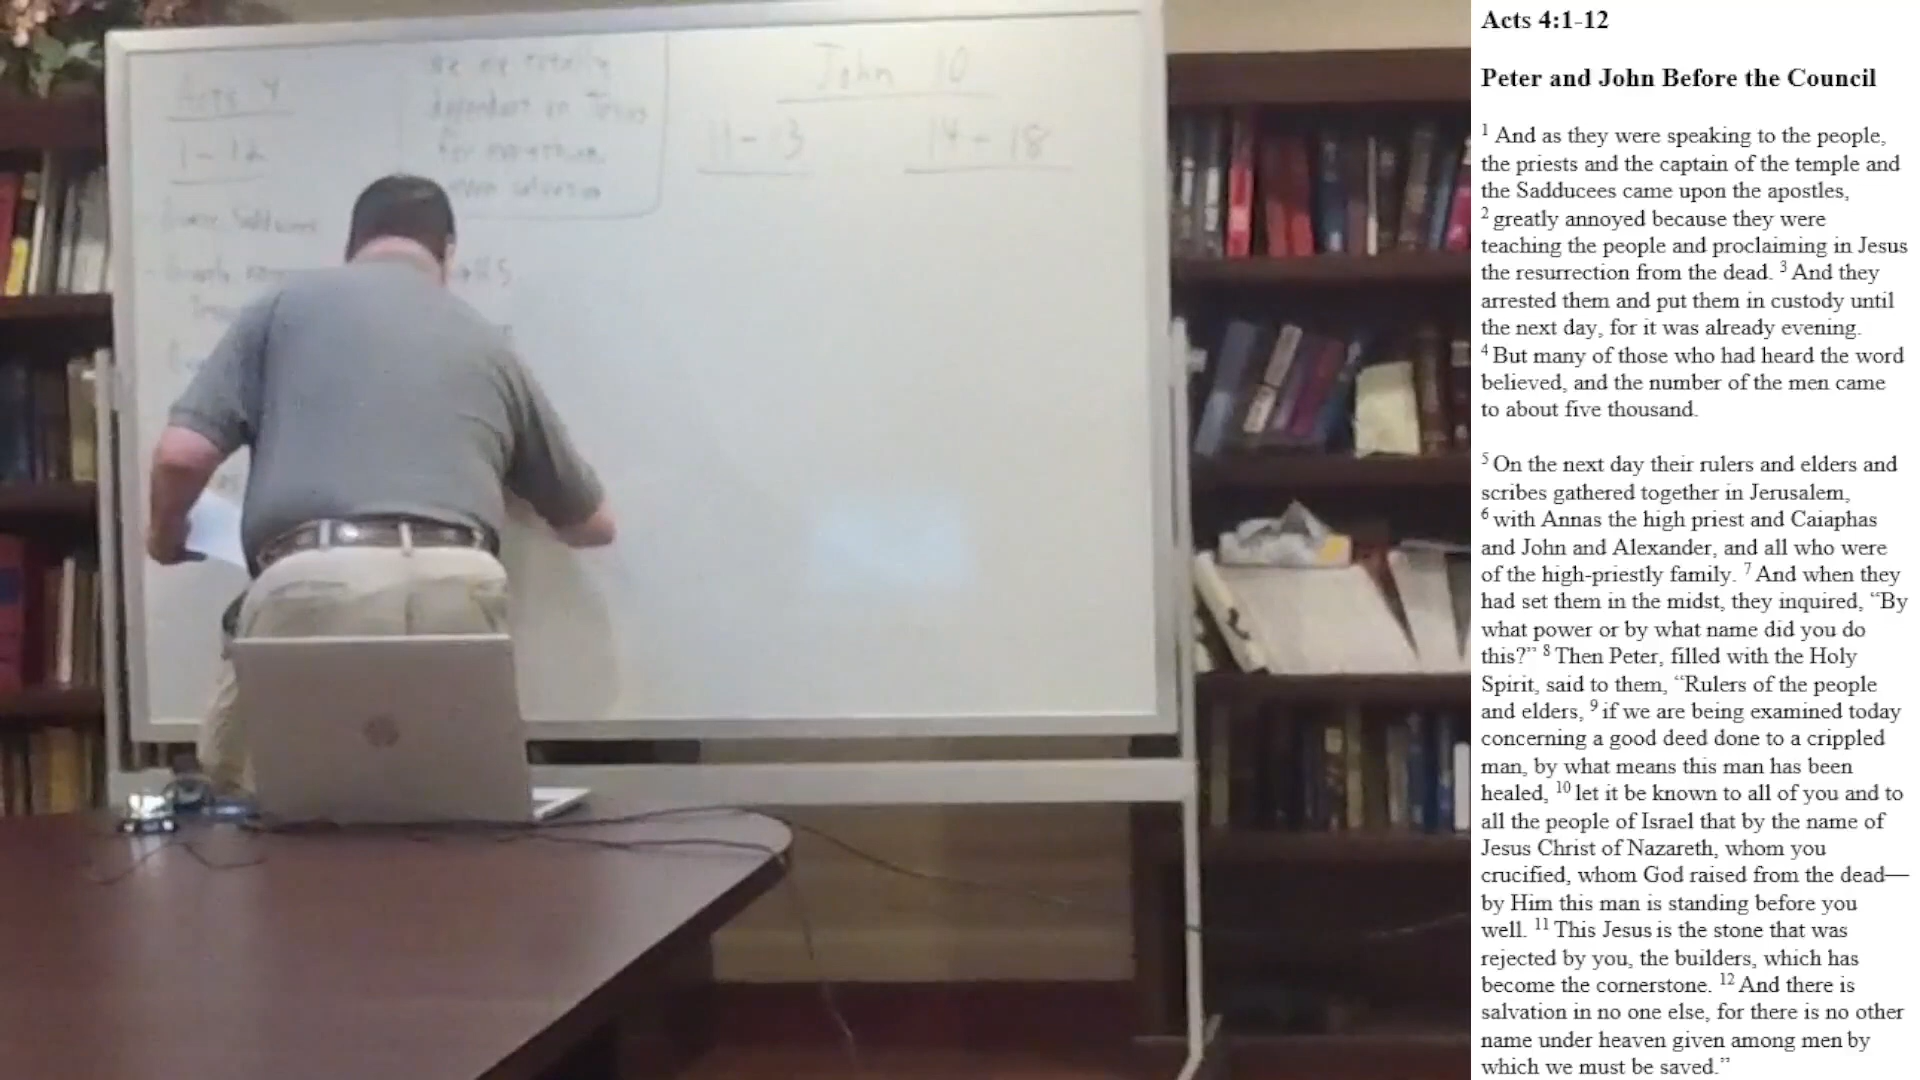 Acts 4
1-12
we are totally
dependent on Jesus
for everything
even salvation
John 10
11-13
14-18
Acts 4:1-12
Peter and John Before the Council
1 And as they were speaking to the people,
the priests and the captain of the temple and
the Sadducees came upon the apostles,
2 greatly annoyed because they were
teaching the people and proclaiming in Jesus
the resurrection from the dead. 3 And they
arrested them and put them in custody until
the next day, for it was already evening.
4 But many of those who had heard the word
believed, and the number of the men came
to about five thousand.
5 On the next day their rulers and elders and
scribes gathered together in Jerusalem,
6 with Annas the high priest and Caiaphas
and John and Alexander, and all who were
of the high-priestly family. 7 And when they
had set them in the midst, they inquired, “By
what power or by what name did you do
this?” 8 Then Peter, filled with the Holy
Spirit, said to them, “Rulers of the people
and elders, 9 if we are being examined today
concerning a good deed done to a crippled
man, by what means this man has been
healed, 10 let it be known to all of you and to
all the people of Israel that by the name of
Jesus Christ of Nazareth, whom you
crucified, whom God raised from the dead—
by Him this man is standing before you
well. 11 This Jesus is the stone that was
rejected by you, the builders, which has
become the cornerstone. 12 And there is
salvation in no one else, for there is no other
name under heaven given among men by
which we must be saved.”